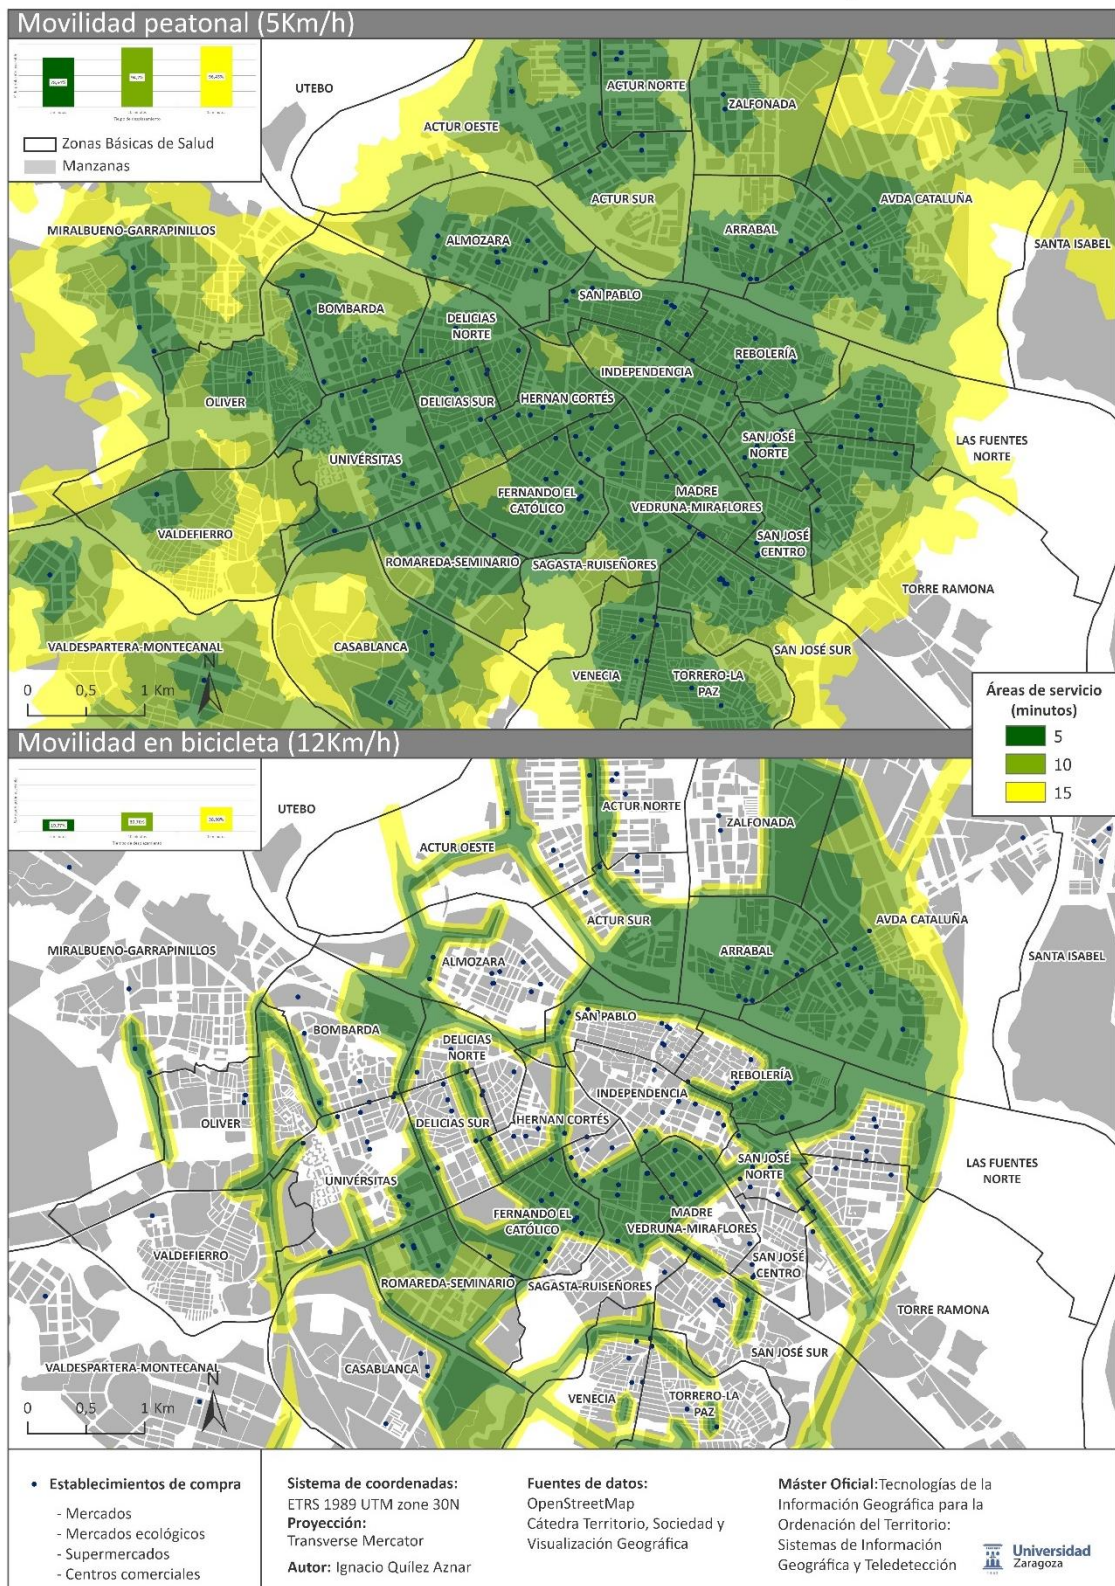 Movilidad peatonal (5Km/h)
Zonas Básicas de Salud
Manzanas
UTEBO
ACTUR NORTE
ZALFONADA
ACTUR OESTE
ACTUR SUR
AVDA CATALUÑA
MIRALBUENO-GARRAPINILLOS
ALMOZARA
ARRABAL
SANTA ISABEL
SAN PABLO
BOMBARDA
DELICIAS
NORTE
REBOLERÍA
INDEPENDENCIA
OLIVER
DELICIAS SUR
HERNAN CORTÉS
SAN JOSÉ
NORTE
LAS FUENTES
NORTE
UNIVÉRSITAS
FERNANDO EL
CATÓLICO
MADRE
VEDRUNA-MIRAFLORES
VALDEFIERRO
SAN JOSÉ
CENTRO
ROMAREDA-SEMINARIO
SAGASTA-RUISEÑORES
TORRE RAMONA
VALDESPARTERA-MONTECANAL
CASABLANCA
SAN JOSÉ SUR
VENECIA
TORRERO-LA
PAZ
N
0 0,5 1 Km
Áreas de servicio
(minutos)
5
10
15
Movilidad en bicicleta (12Km/h)
UTEBO
ACTUR NORTE
ZALFONADA
ACTUR OESTE
ACTUR SUR
AVDA CATALUÑA
MIRALBUENO-GARRAPINILLOS
ALMOZARA
ARRABAL
SANTA ISABEL
SAN PABLO
BOMBARDA
DELICIAS
NORTE
REBOLERÍA
INDEPENDENCIA
OLIVER
DELICIAS SUR
HERNAN CORTÉS
SAN JOSÉ
NORTE
LAS FUENTES
NORTE
UNIVÉRSITAS
FERNANDO EL
CATÓLICO
MADRE
VEDRUNA-MIRAFLORES
VALDEFIERRO
SAN JOSÉ
CENTRO
ROMAREDA-SEMINARIO
SAGASTA-RUISEÑORES
TORRE RAMONA
VALDESPARTERA-MONTECANAL
CASABLANCA
SAN JOSÉ SUR
VENECIA
TORRERO-LA
PAZ
N
0 0,5 1 Km
Establecimientos de compra
- Mercados
- Mercados ecológicos
- Supermercados
- Centros comerciales
Sistema de coordenadas:
ETRS 1989 UTM zone 30N
Proyección:
Transverse Mercator
Autor: Ignacio Quílez Aznar
Fuentes de datos:
OpenStreetMap
Cátedra Territorio, Sociedad y
Visualización Geográfica
Máster Oficial:Tecnologías de la
Información Geográfica para la
Ordenación del Territorio:
Sistemas de Información
Geográfica y Teledetección
Universidad
Zaragoza